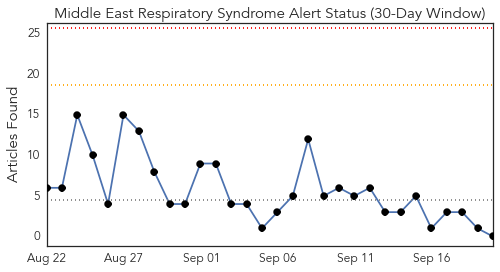 Middle East Respiratory Syndrome Alert Status (30-Day Window)
25
20
15
10
5
0
Articles Found
Aug 22 Aug 27 Sep 01 Sep 06 Sep 11 Sep 16